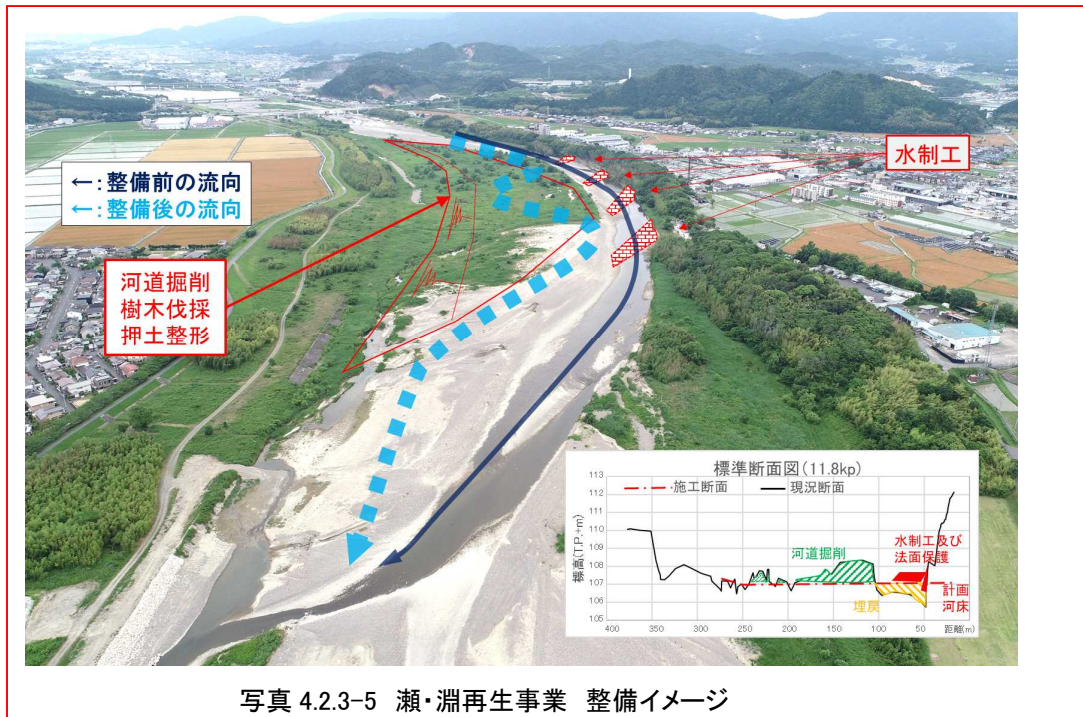 ←：整備前の流向
←：整備後の流向
水制工
河道掘削
樹木伐採
押土整形
標準断面図(11.8kp)
施工断面
現況断面
標高(T.P.+m)
113
112
111
110
109
108
107
106
105
河道掘削
水制工及び
法面保護
埋戻
計画
河床
400
350
300
250
200
150
100
50
距離(m)
写真 4.2.3-5 瀬・淵再生事業 整備イメージ